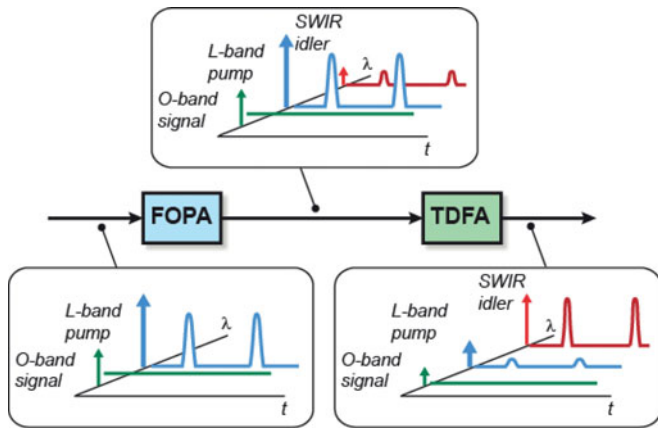 SWIR
idler
L-band
pump
O-band
signal
λ
t
FOPA
TDFA
L-band
pump
O-band
signal
λ
t
SWIR
idler
L-band
pump
O-band
signal
λ
t